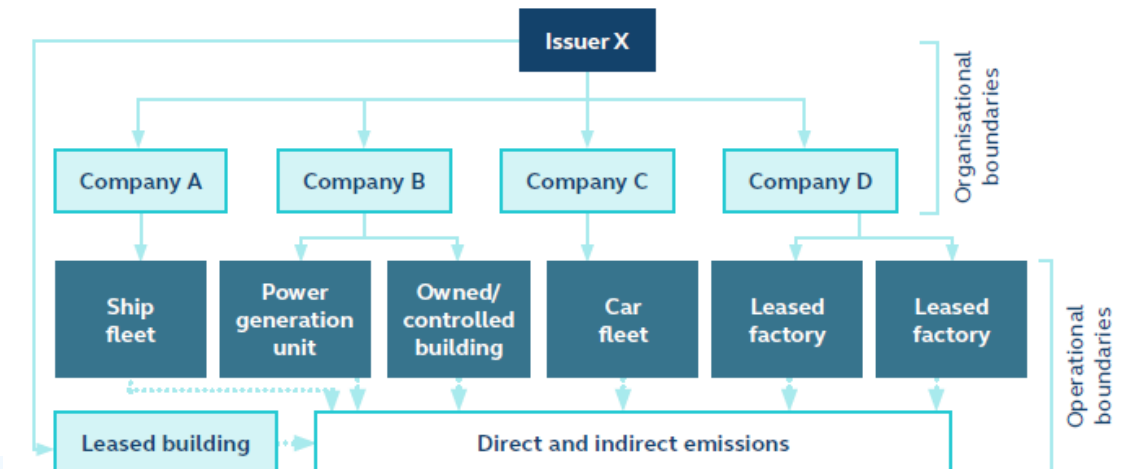 Issuer X
Organisational
boundaries
Company A
Company B
Company C
Company D
Ship
fleet
Power
generation
unit
Owned/
controlled
building
Car
fleet
Leased
factory
Leased
factory
Operational
boundaries
Leased building
Direct and indirect emissions